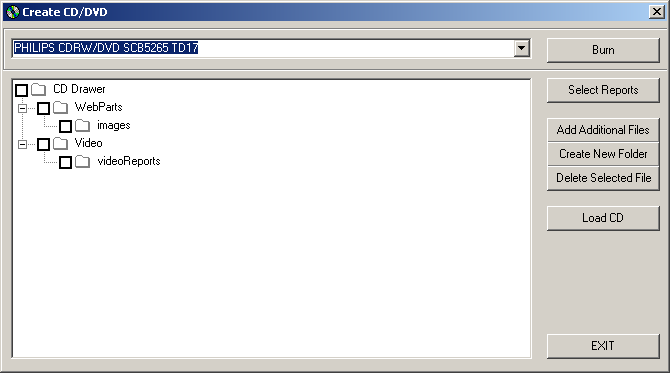 Create CD/DVD
PHILIPS CDRW/DVD SCB5265 TD17
Burn
CD Drawer
WebParts
images
Video
videoReports
Select Reports
Add Additional Files
Create New Folder
Delete Selected File
Load CD
EXIT